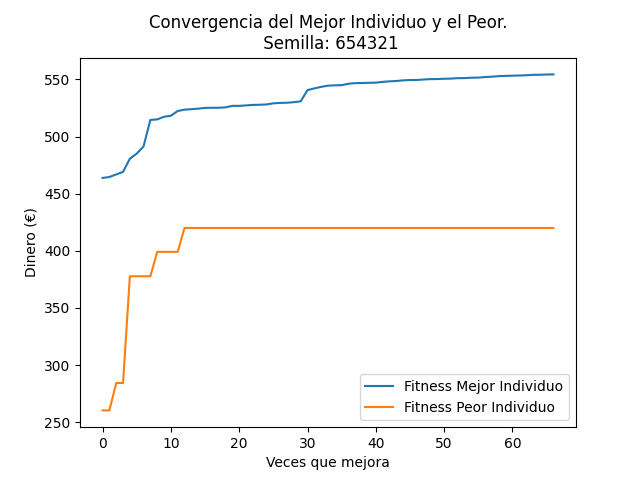 Convergencia del Mejor Individuo y el Peor.
Semilla: 654321
Dinero (€)
550
500
450
400
350
300
250
0 10 20 30 40 50 60
Veces que mejora
Fitness Mejor Individuo
Fitness Peor Individuo